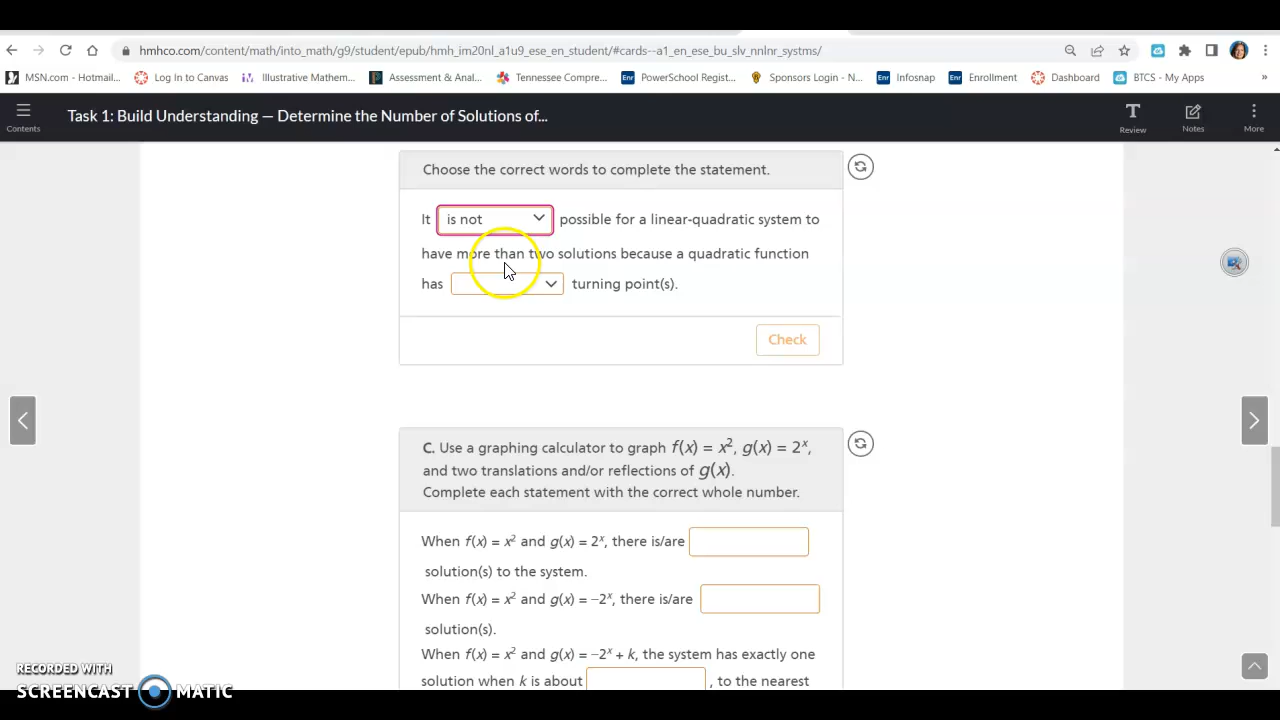 hmhco.com/content/math/into_math/g9/student/epub/hmh_im20nl_a1u9_ese_en_student/#cards--a1_en_ese_bu_slv_nnlnr_systms/
MSN.com - Hotmail... Log In to Canvas Illustrative Mathem... Assessment & Anal... Tennessee Compre... Enr PowerSchool Regist... Sponsors Login - N... Enr Infosnap Enr Enrollment Dashboard BTCS - My Apps »
Contents
Task 1: Build Understanding — Determine the Number of Solutions of...
T Review
Notes
More
Choose the correct words to complete the statement.
It is not possible for a linear-quadratic system to
have more than two solutions because a quadratic function
has turning point(s).
Check
C. Use a graphing calculator to graph f(x) = x², g(x) = 2ˣ,
and two translations and/or reflections of g(x).
Complete each statement with the correct whole number.
When f(x) = x² and g(x) = 2ˣ, there is/are
solution(s) to the system.
When f(x) = x² and g(x) = −2ˣ, there is/are
solution(s).
When f(x) = x² and g(x) = −2ˣ + k, the system has exactly one
solution when k is about , to the nearest
RECORDED WITH
SCREENCAST MATIC